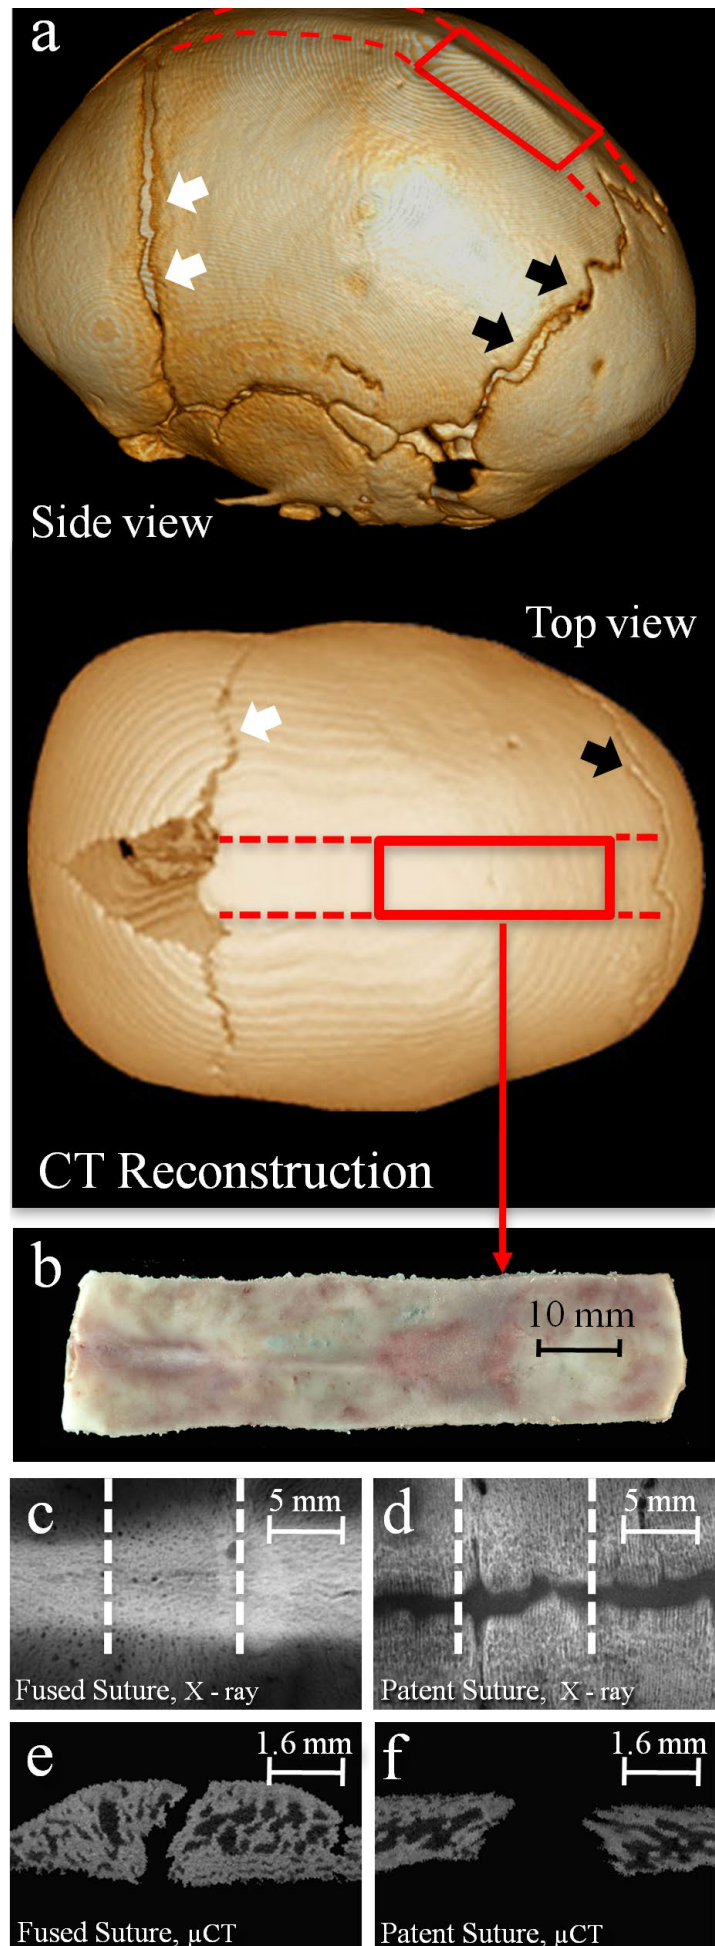 a
Side view
Top view
CT Reconstruction
b
10 mm
c
5 mm
Fused Suture, X - ray
d
5 mm
Patent Suture, X - ray
e
1.6 mm
Fused Suture, µCT
f
1.6 mm
Patent Suture, µCT